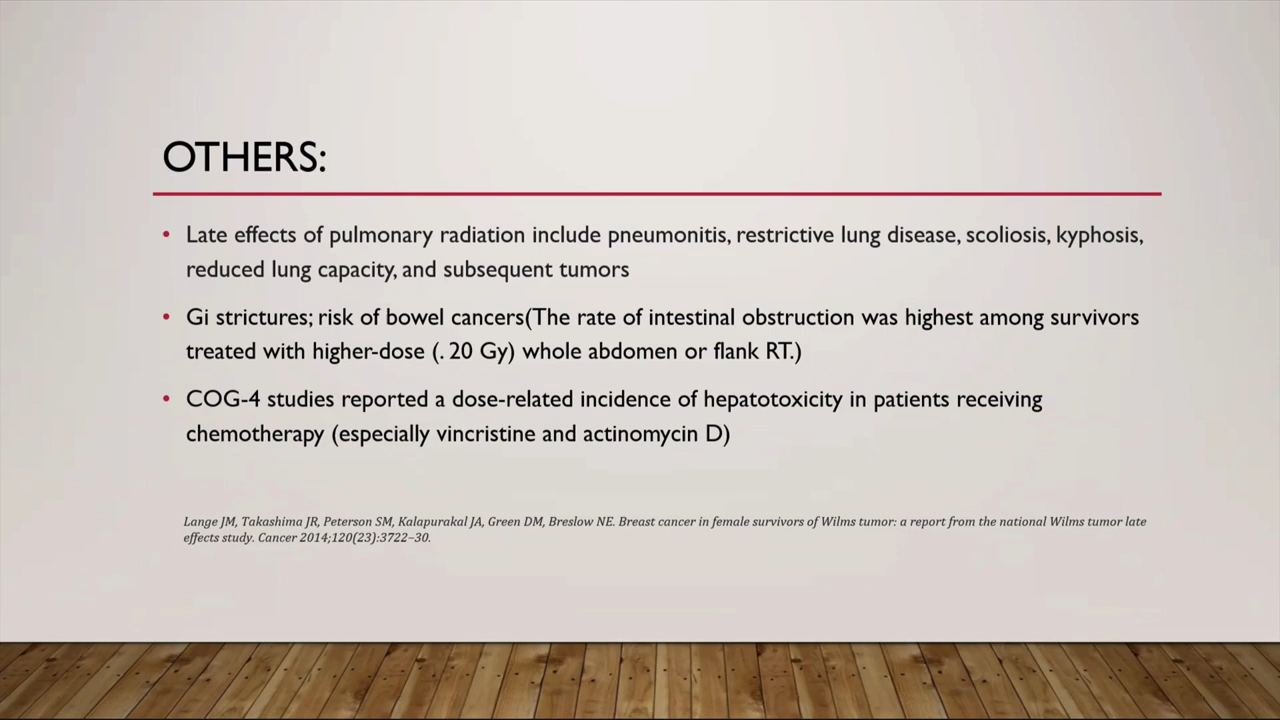 OTHERS:
• Late effects of pulmonary radiation include pneumonitis, restrictive lung disease, scoliosis, kyphosis,
reduced lung capacity, and subsequent tumors
• Gi strictures; risk of bowel cancers(The rate of intestinal obstruction was highest among survivors
treated with higher-dose (. 20 Gy) whole abdomen or flank RT.)
• COG-4 studies reported a dose-related incidence of hepatotoxicity in patients receiving
chemotherapy (especially vincristine and actinomycin D)
Lange JM, Takashima JR, Peterson SM, Kalapurakal JA, Green DM, Breslow NE. Breast cancer in female survivors of Wilms tumor: a report from the national Wilms tumor late
effects study. Cancer 2014;120(23):3722–30.